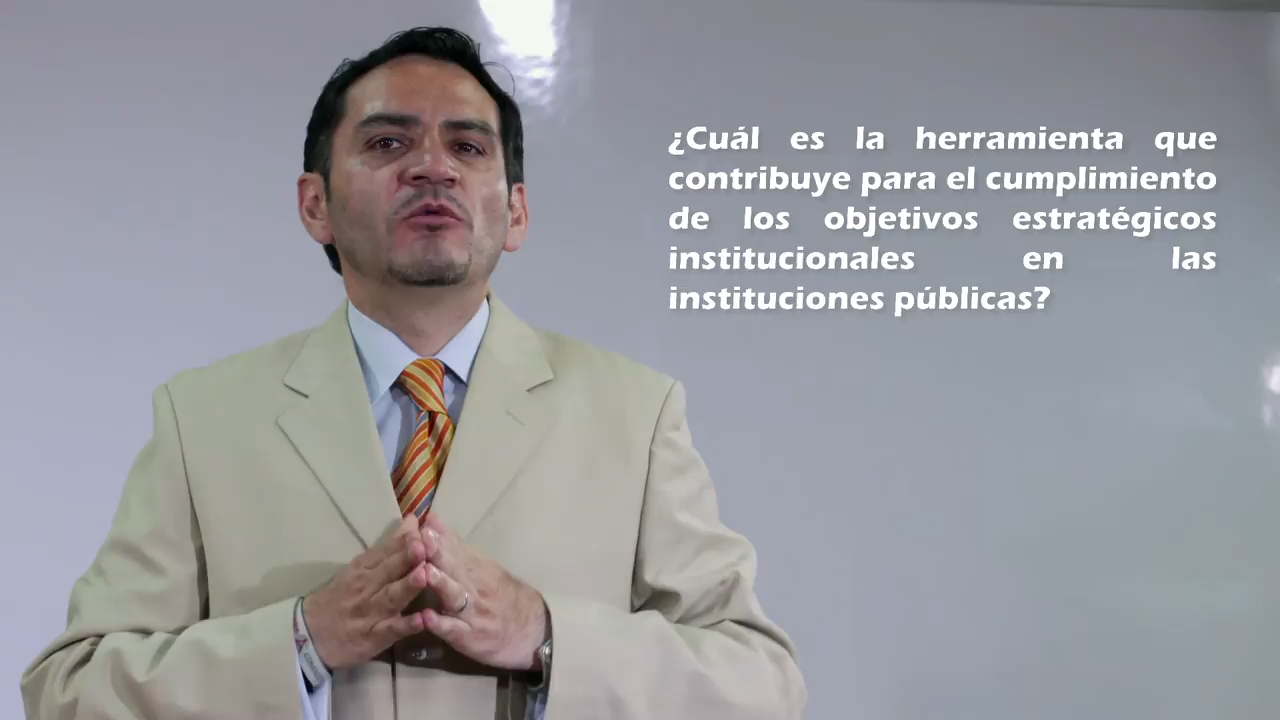 ¿Cuál es la herramienta que
contribuye para el cumplimiento
de los objetivos estratégicos
institucionales en las
instituciones públicas?